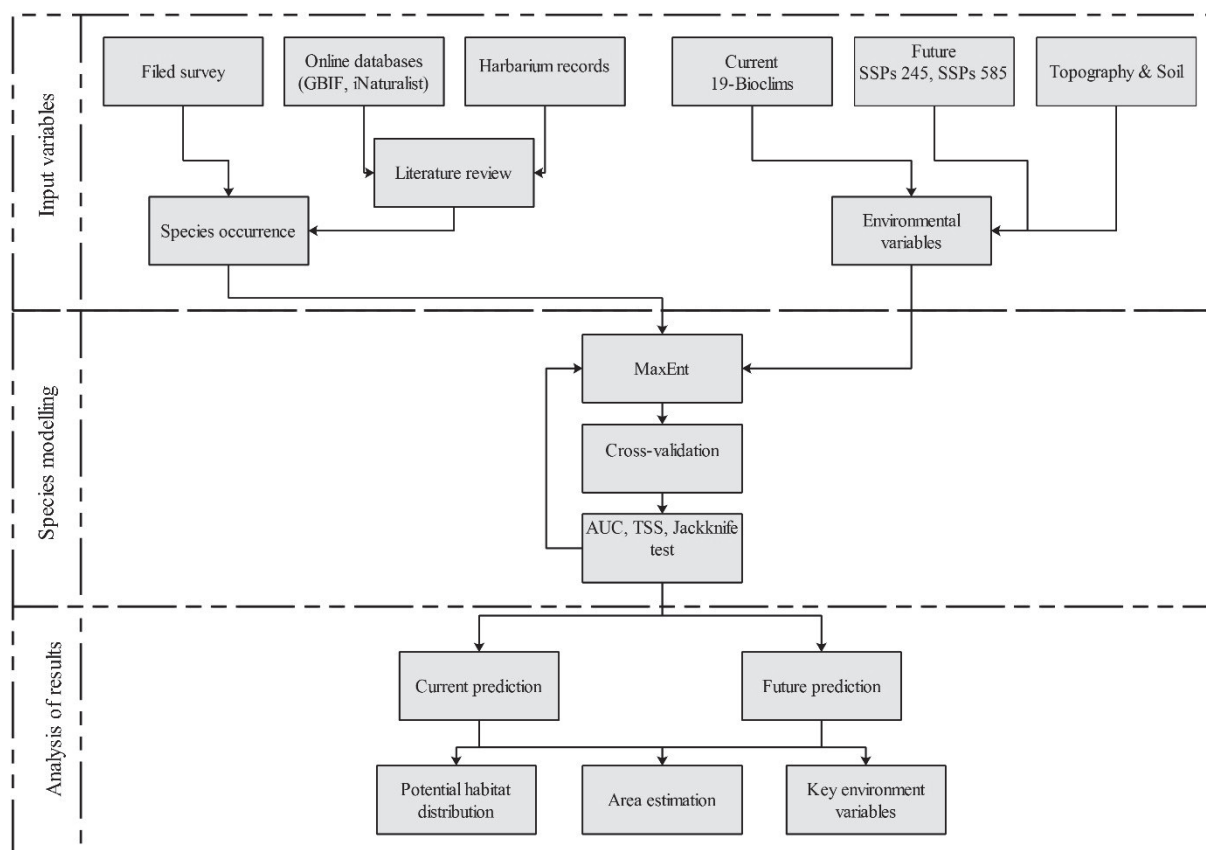 Input variables
Filed survey
Online databases
(GBIF, iNaturalist)
Harbarium records
Current
19-Bioclims
Future
SSPs 245, SSPs 585
Topography & Soil
Literature review
Species occurrence
Environmental
variables
Species modelling
MaxEnt
Cross-validation
AUC, TSS, Jackknife
test
Analysis of results
Current prediction
Future prediction
Potential habitat
distribution
Area estimation
Key environment
variables